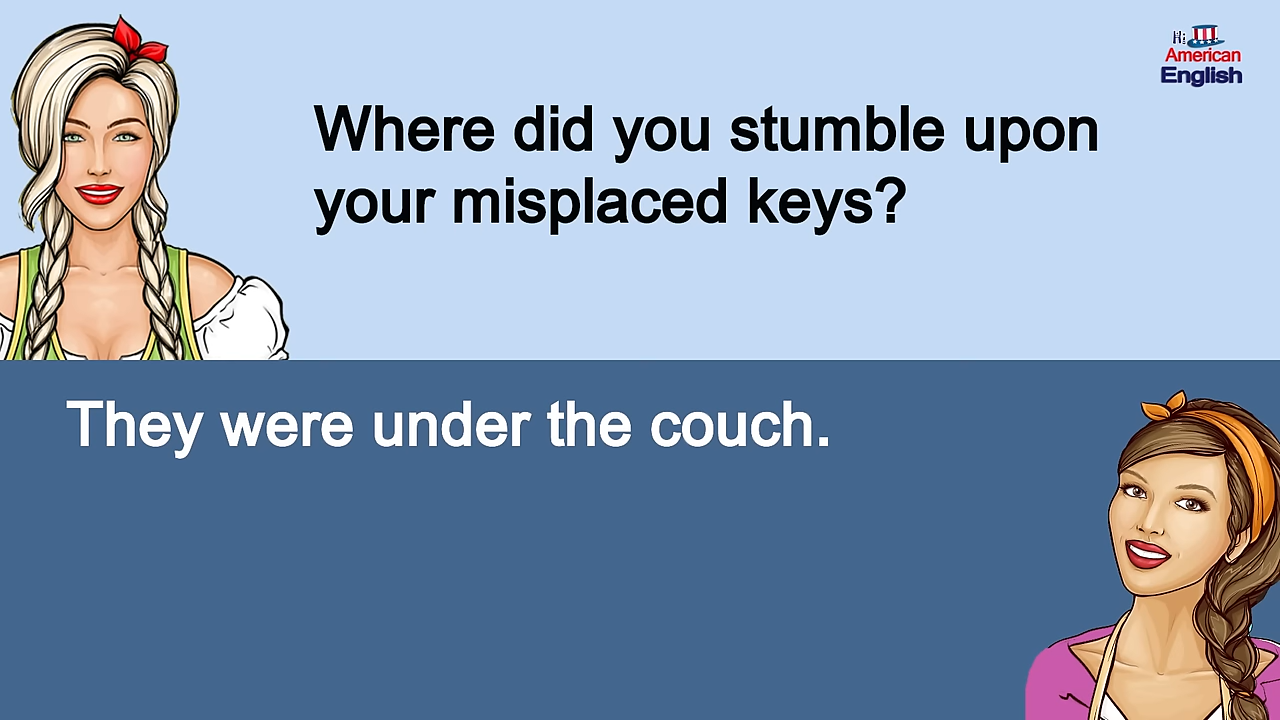 Hi
American
English
Where did you stumble upon
your misplaced keys?
They were under the couch.